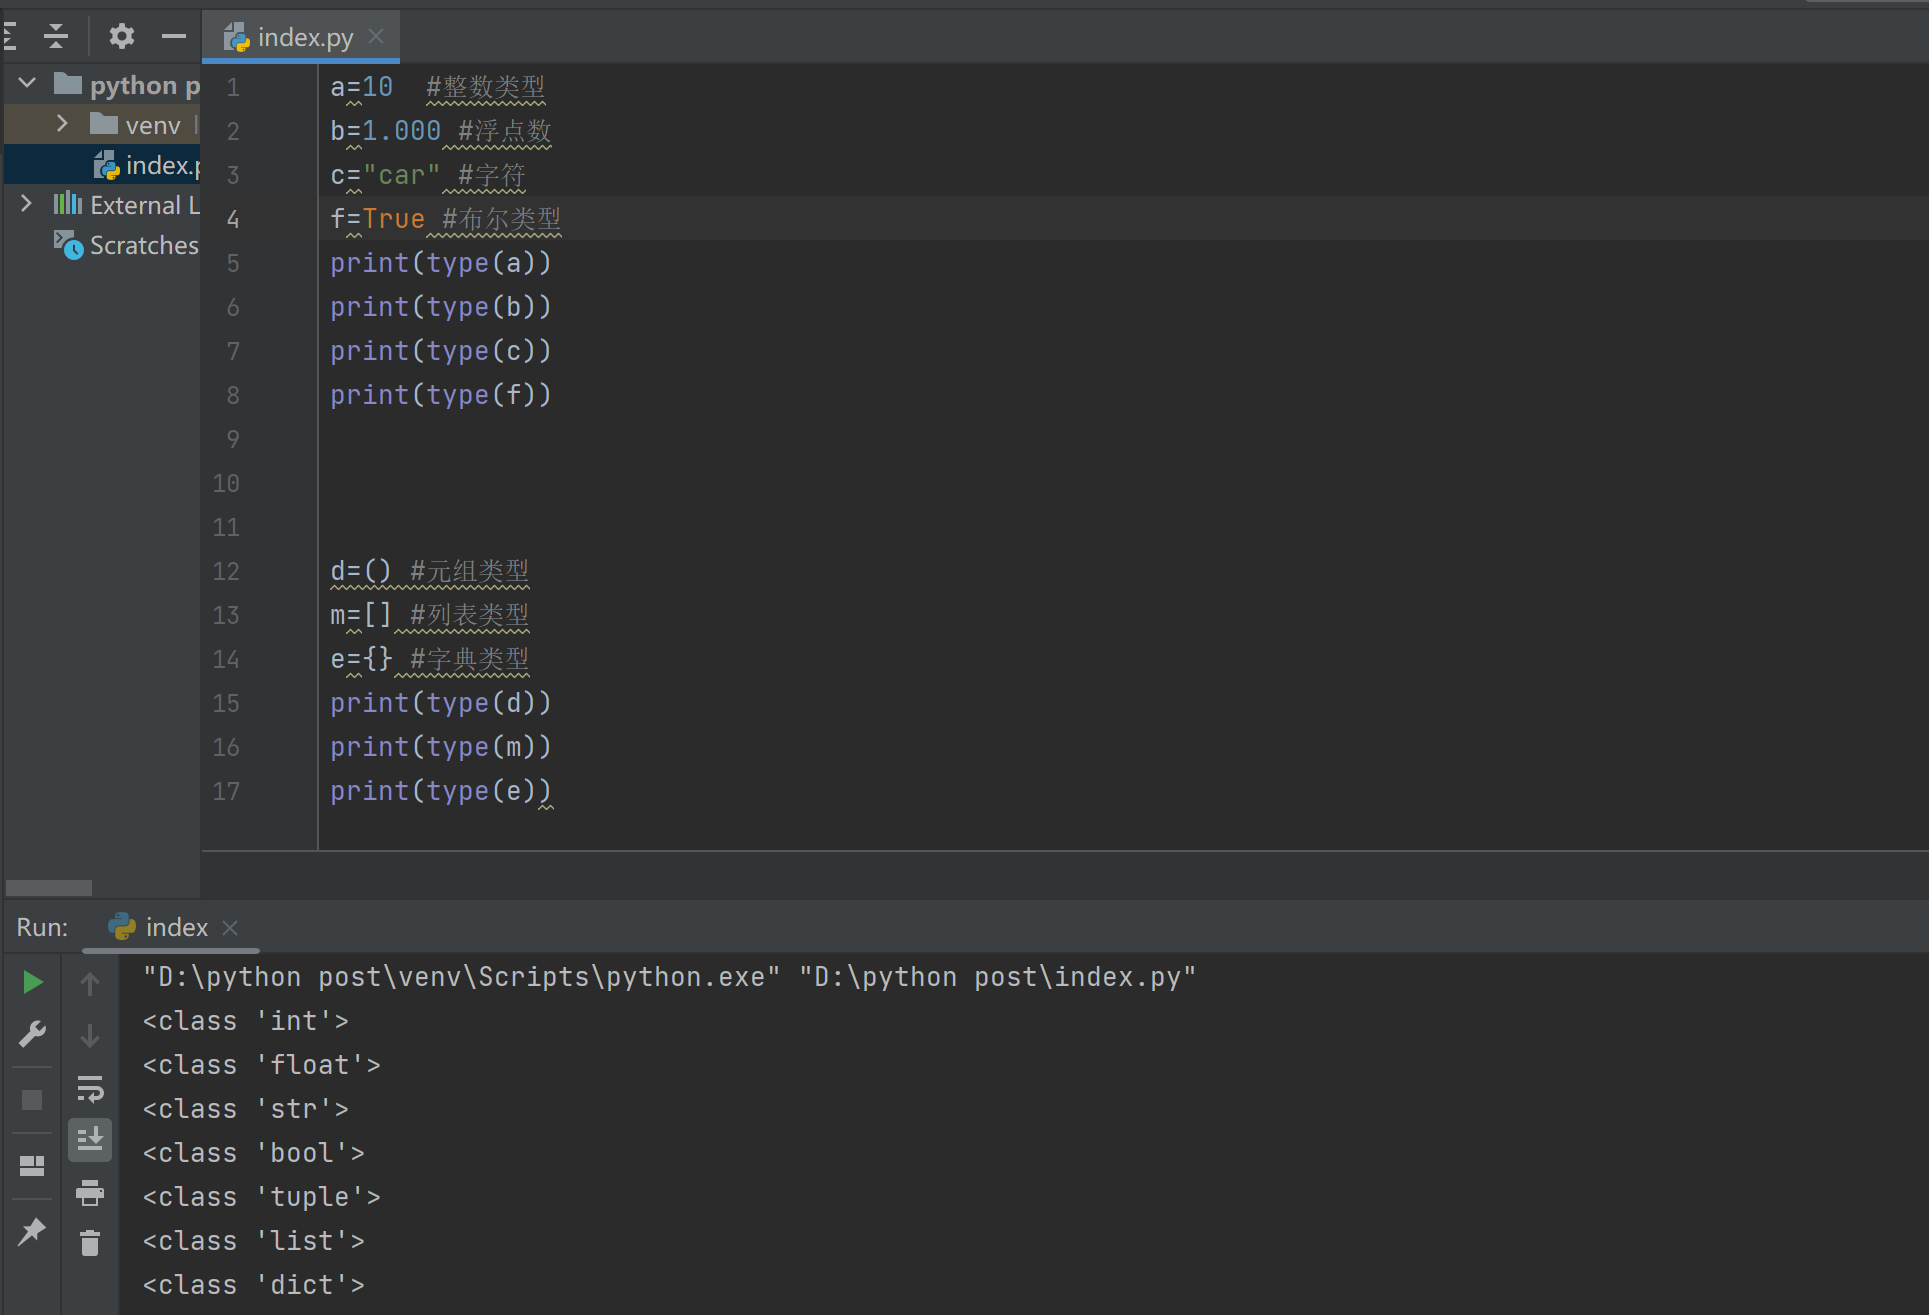 index.py
python p
venv
index.p
External L
Scratches
1 a=10  #整数类型
2 b=1.000 #浮点数
3 c="car" #字符
4 f=True #布尔类型
5 print(type(a))
6 print(type(b))
7 print(type(c))
8 print(type(f))
9
10
11
12 d=() #元组类型
13 m=[] #列表类型
14 e={} #字典类型
15 print(type(d))
16 print(type(m))
17 print(type(e))
Run: index
"D:\python post\venv\Scripts\python.exe" "D:\python post\index.py"
<class 'int'>
<class 'float'>
<class 'str'>
<class 'bool'>
<class 'tuple'>
<class 'list'>
<class 'dict'>